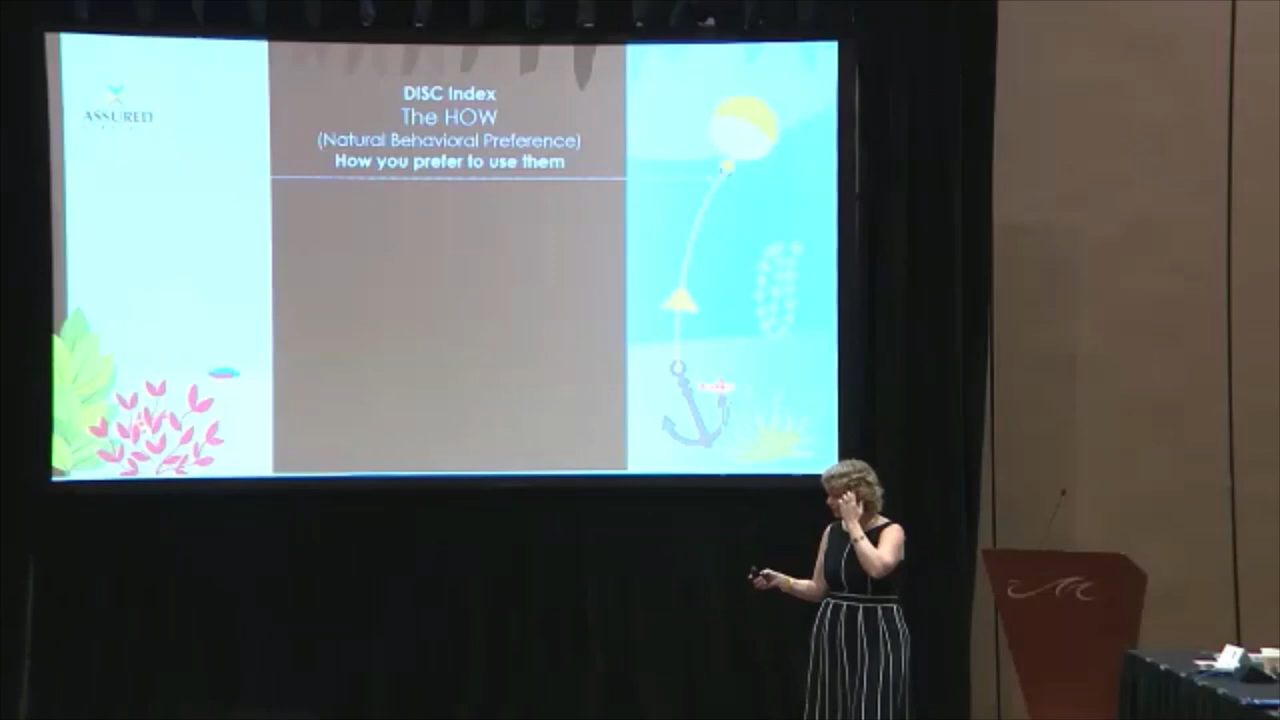 ASSURED
DISC Index
The HOW
(Natural Behavioral Preference)
How you prefer to use them